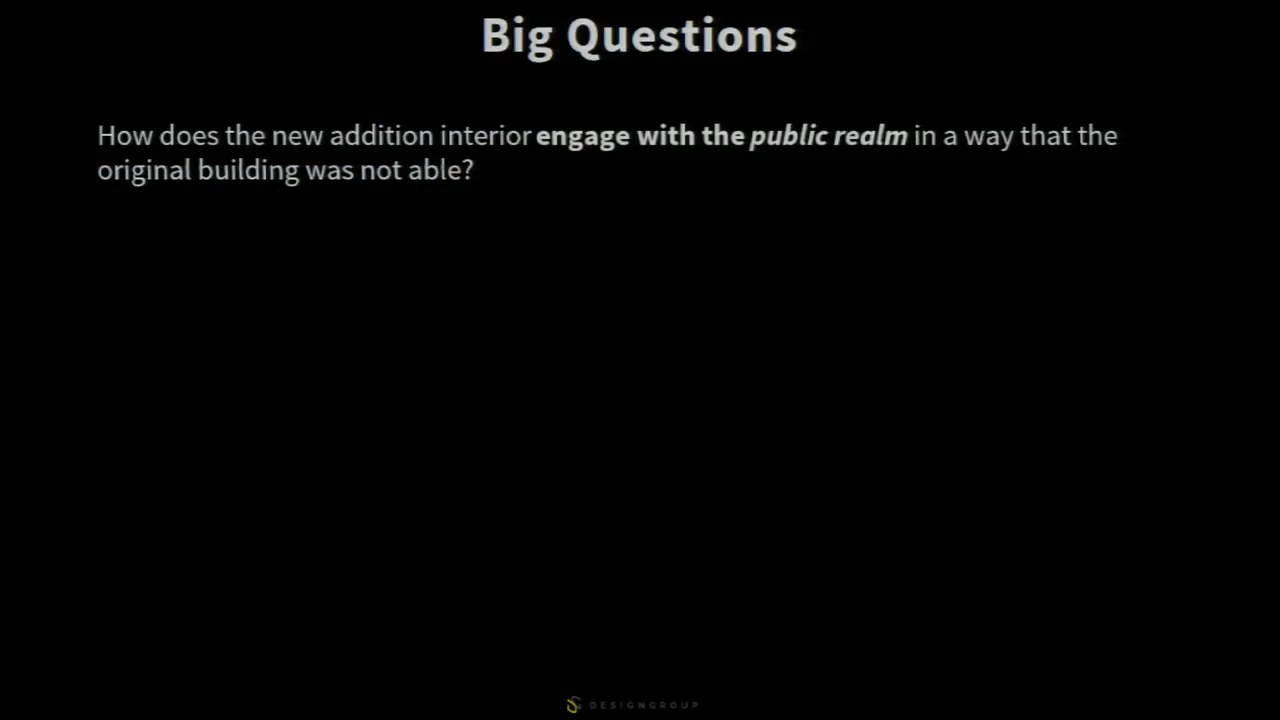 Big Questions
How does the new addition interior engage with the public realm in a way that the
original building was not able?
DESIGNGROUP